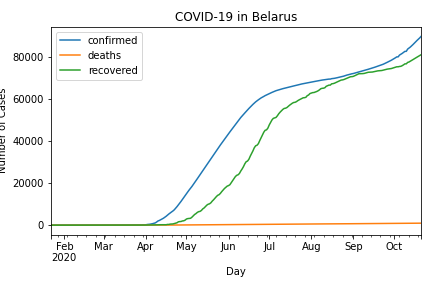 COVID-19 in Belarus
confirmed
deaths
recovered
80000
60000
40000
20000
0
Number of Cases
Feb
2020
Mar
Apr
May
Jun
Jul
Aug
Sep
Oct
Day